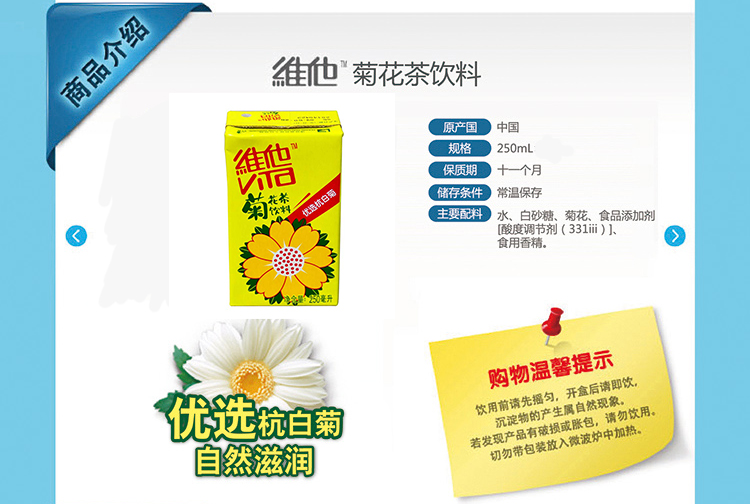 商品介绍
維他™ 菊花茶饮料
維他™
VITA
菊花茶
饮料
优选杭白菊
净含量:250毫升
原产国 中国
规格 250mL
保质期 十一个月
储存条件 常温保存
主要配料 水、白砂糖、菊花、食品添加剂
[酸度调节剂（331iii）]、
食用香精。
优选杭白菊
自然滋润
购物温馨提示
饮用前请先摇匀，开盒后请即饮，
沉淀物的产生属自然现象。
若发现产品有破损或胀包，请勿饮用。
切勿带包装放入微波炉中加热。